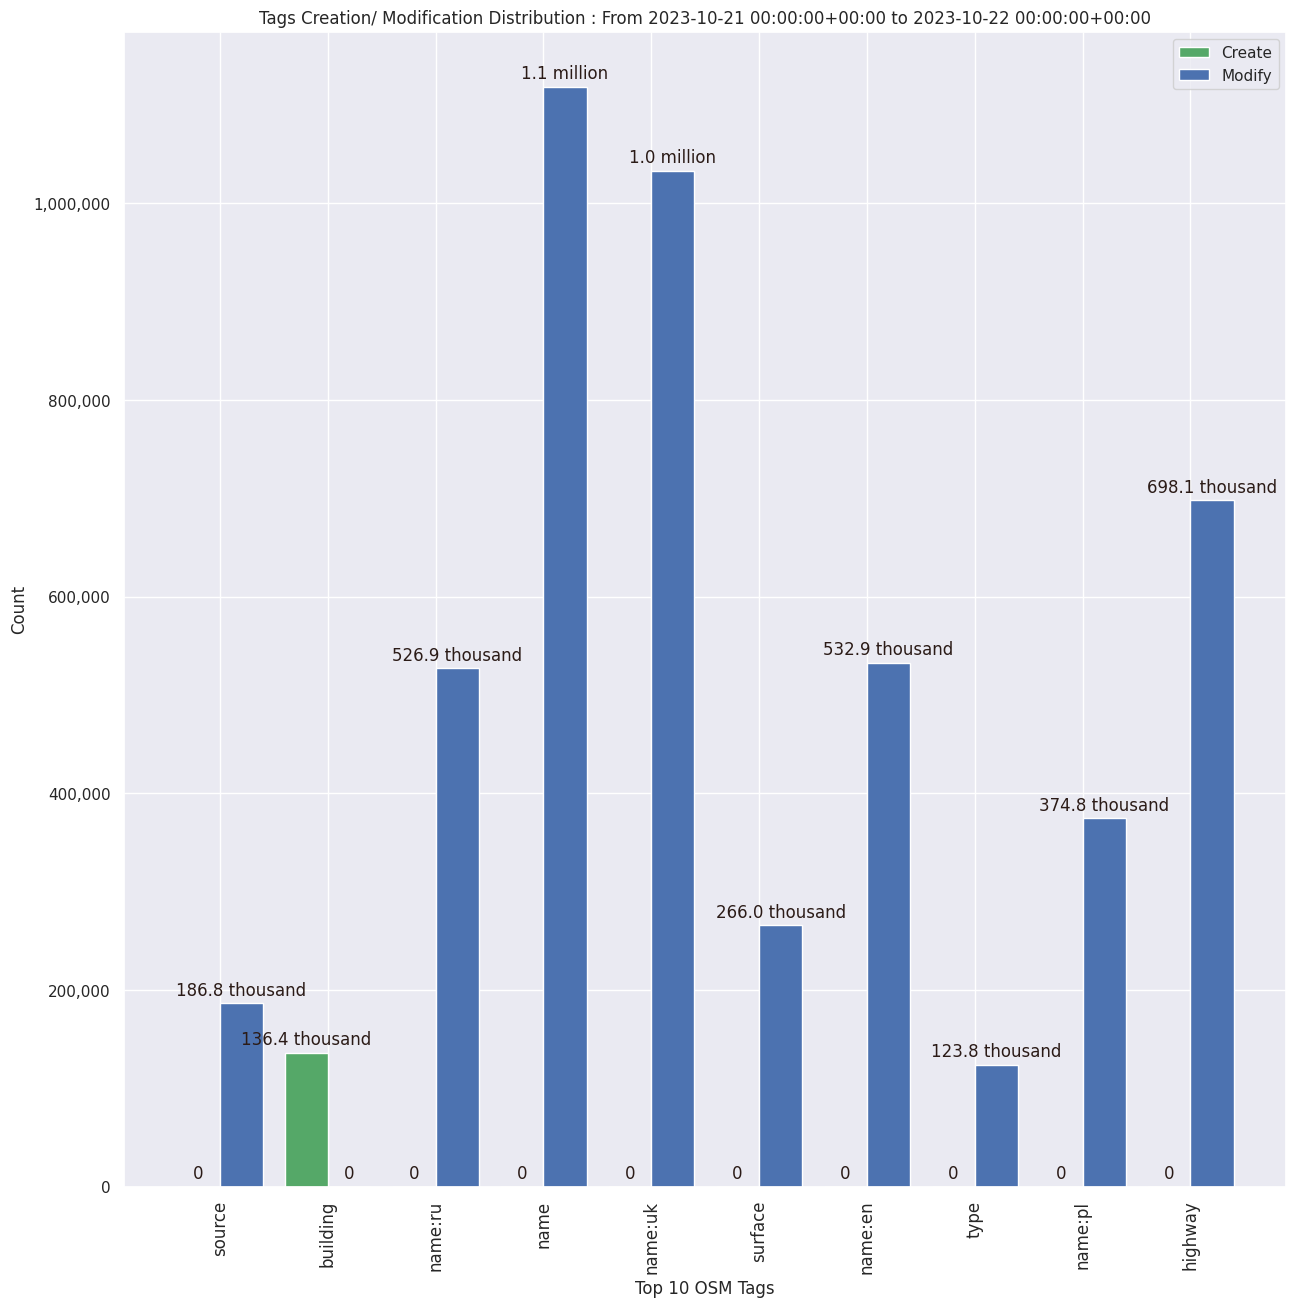 Tags Creation/ Modification Distribution : From 2023-10-21 00:00:00+00:00 to 2023-10-22 00:00:00+00:00
Create
Modify
1.1 million
1.0 million
1,000,000
800,000
698.1 thousand
600,000
Count
532.9 thousand
526.9 thousand
400,000
374.8 thousand
266.0 thousand
200,000
186.8 thousand
136.4 thousand
123.8 thousand
0 0 0 0 0 0 0 0 0 0
0
source
building
name:ru
name
name:uk
surface
name:en
type
name:pl
highway
Top 10 OSM Tags